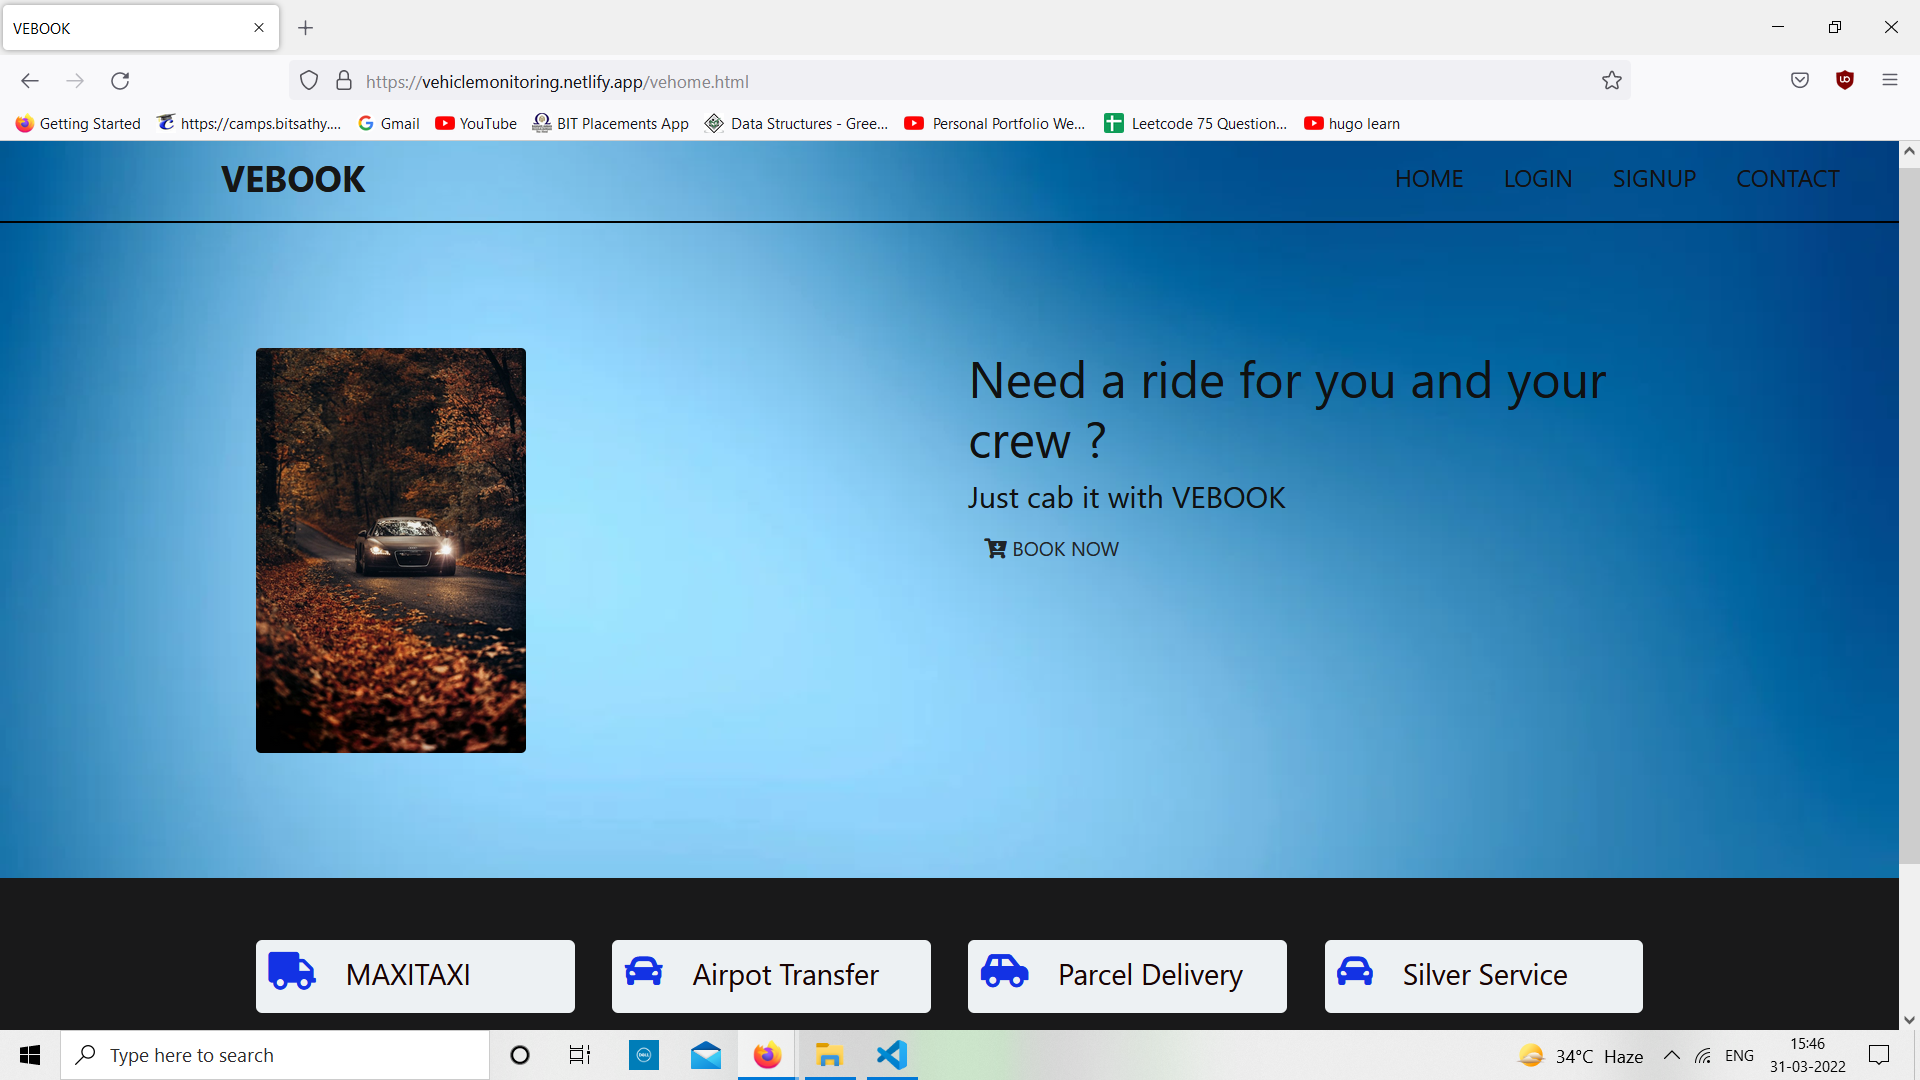 VEBOOK
https://vehiclemonitoring.netlify.app/vehome.html
Getting Started
https://camps.bitsathy....
Gmail
YouTube
BIT Placements App
Data Structures - Gree...
Personal Portfolio We...
Leetcode 75 Question...
hugo learn
VEBOOK
HOME
LOGIN
SIGNUP
CONTACT
Need a ride for you and your
crew ?
Just cab it with VEBOOK
BOOK NOW
MAXITAXI
Airpot Transfer
Parcel Delivery
Silver Service
Type here to search
34°C Haze
ENG
15:46
31-03-2022